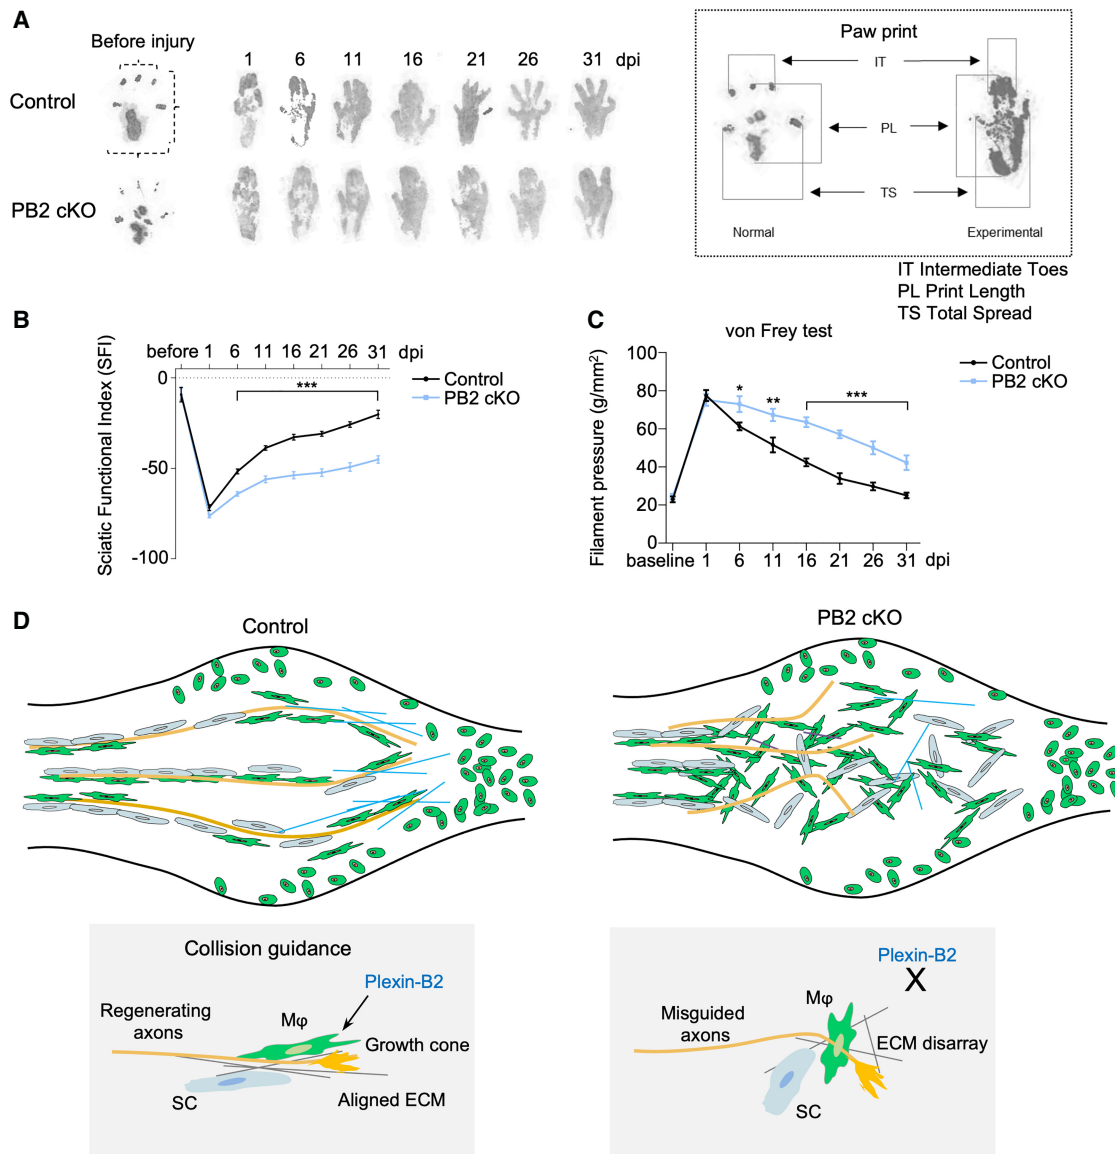 A
Before injury
1 6 11 16 21 26 31 dpi
Control
PB2 cKO
Paw print
IT
PL
TS
Normal Experimental
IT Intermediate Toes
PL Print Length
TS Total Spread
B
before 1 6 11 16 21 26 31 dpi
Sciatic Functional Index (SFI)
0
-50
-100
***
Control
PB2 cKO
C
von Frey test
Filament pressure (g/mm²)
100
80
60
40
20
0
* ** ***
Control
PB2 cKO
baseline 1 6 11 16 21 26 31 dpi
D
Control
PB2 cKO
Collision guidance
Plexin-B2
Regenerating
axons
Mφ
Growth cone
SC
Aligned ECM
Plexin-B2
X
Mφ
Misguided
axons
ECM disarray
SC